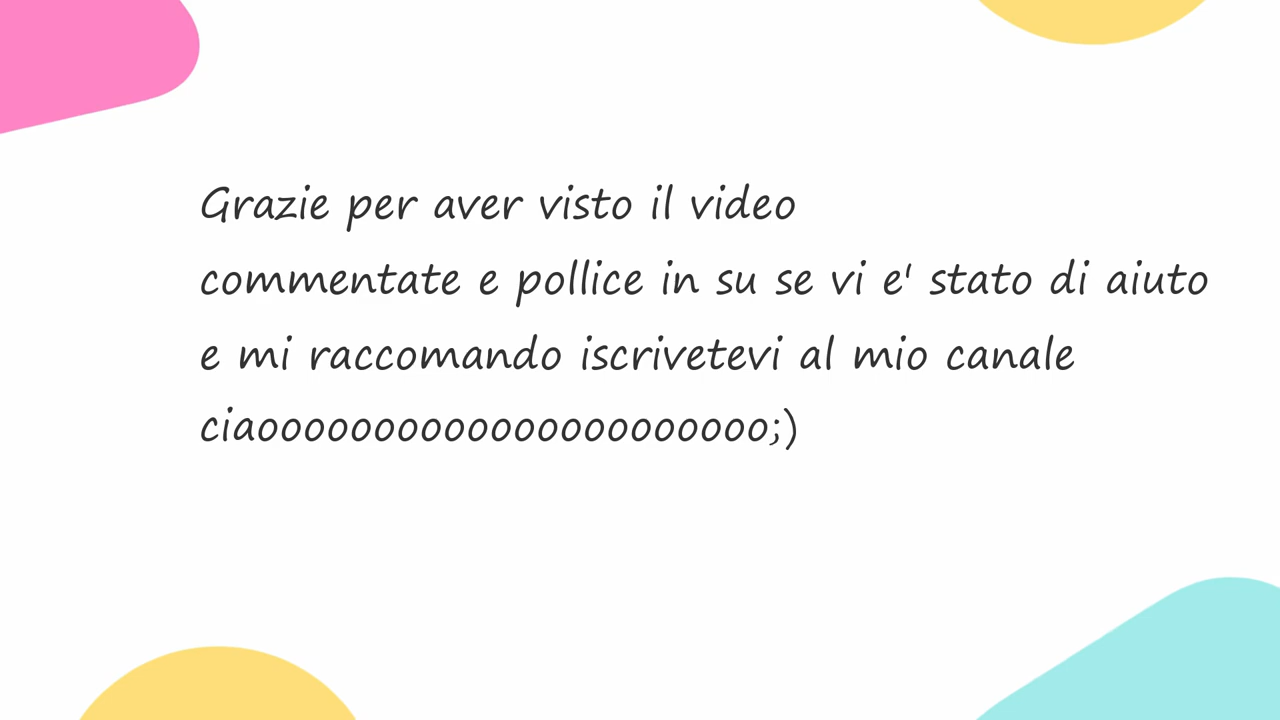 Grazie per aver visto il video
commentate e pollice in su se vi e' stato di aiuto
e mi raccomando iscrivetevi al mio canale
ciaoooooooooooooooooooooo;)